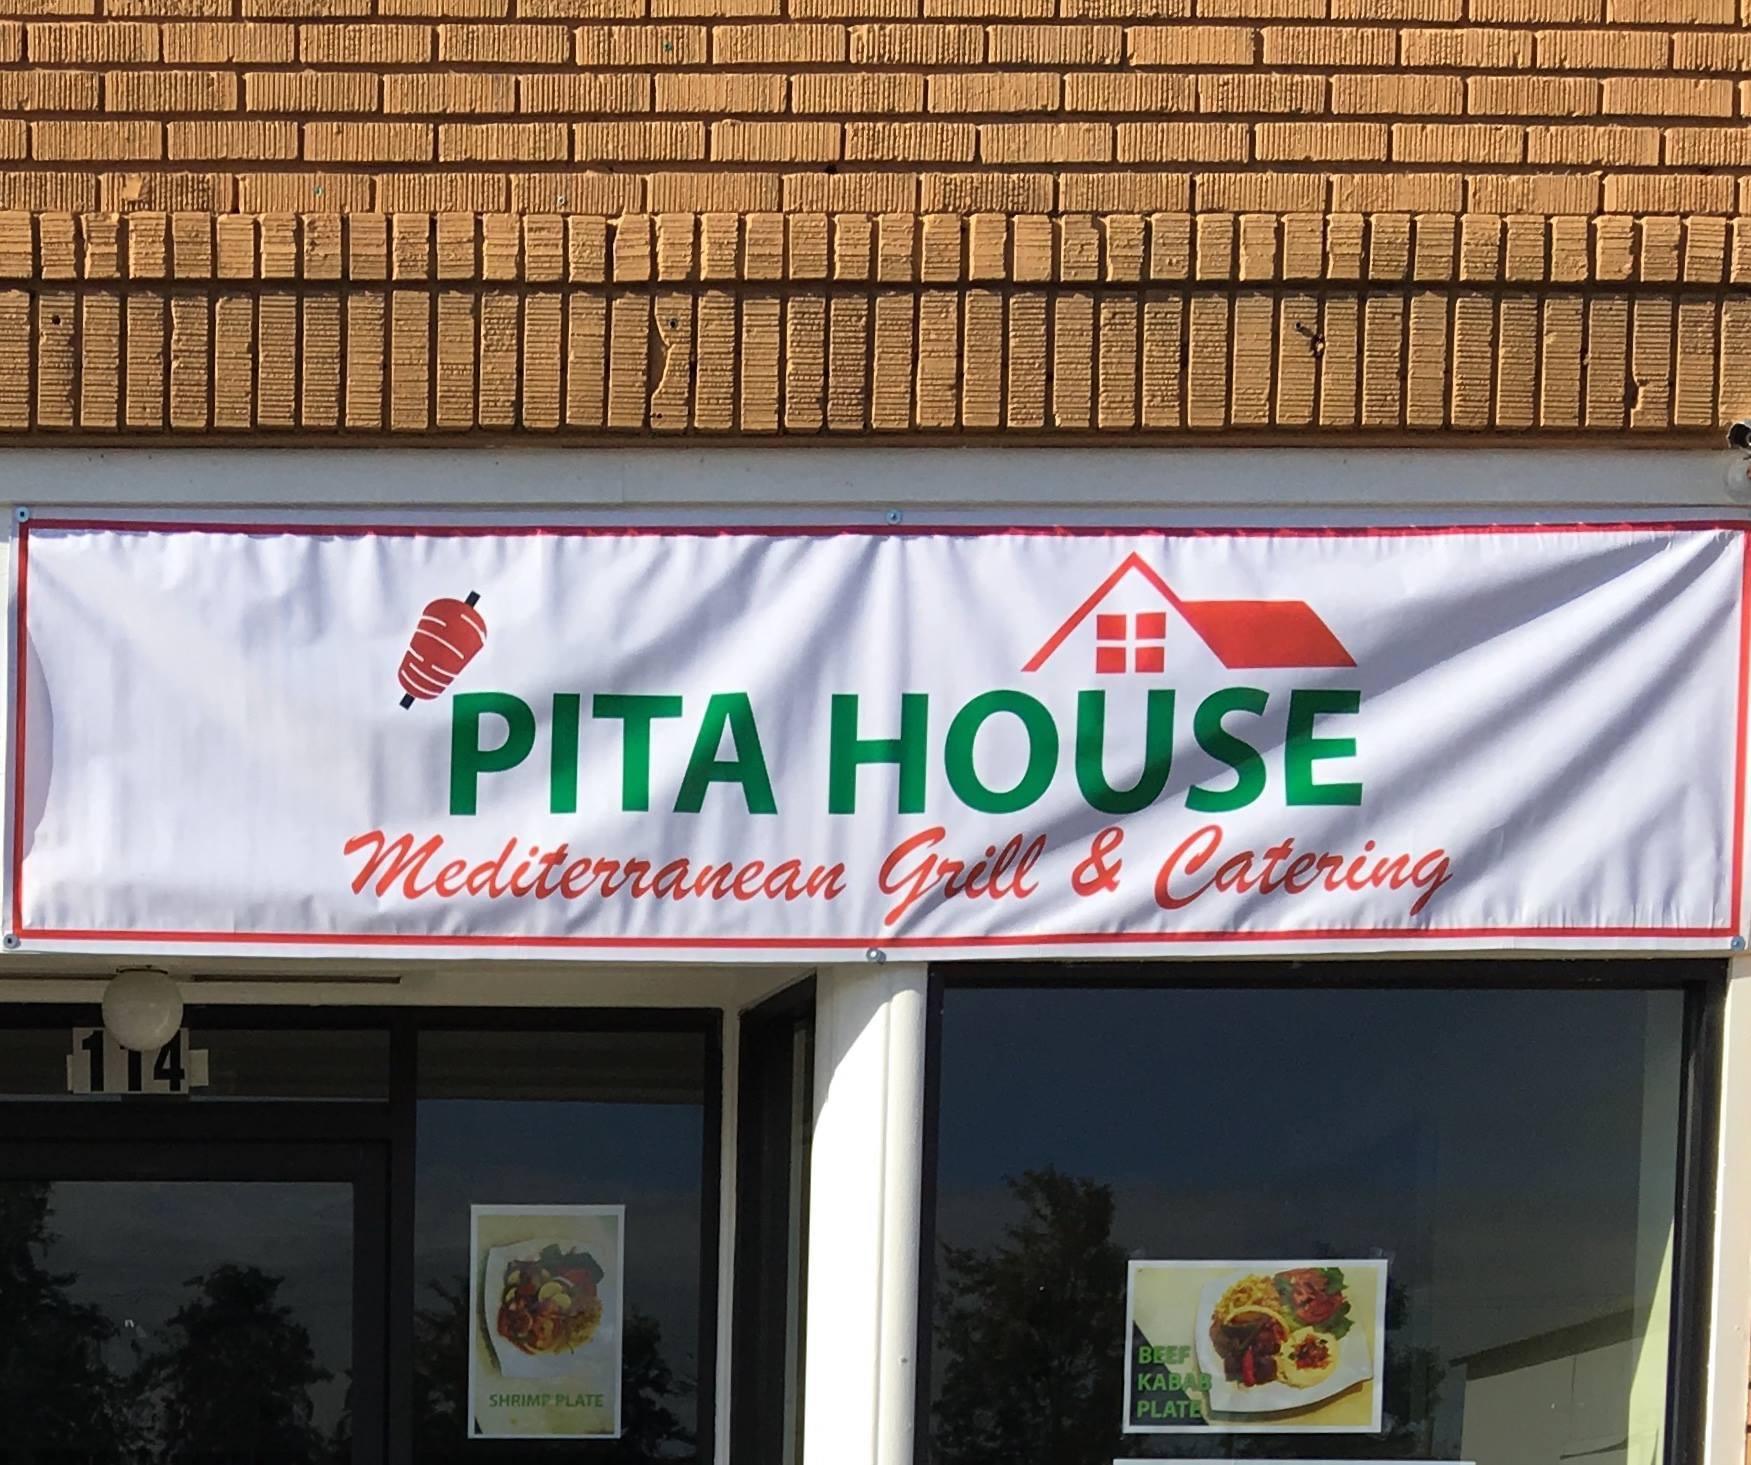 PITA HOUSE
Mediterranean Grill & Catering
114
SHRIMP PLATE
BEEF
KABAB
PLATE